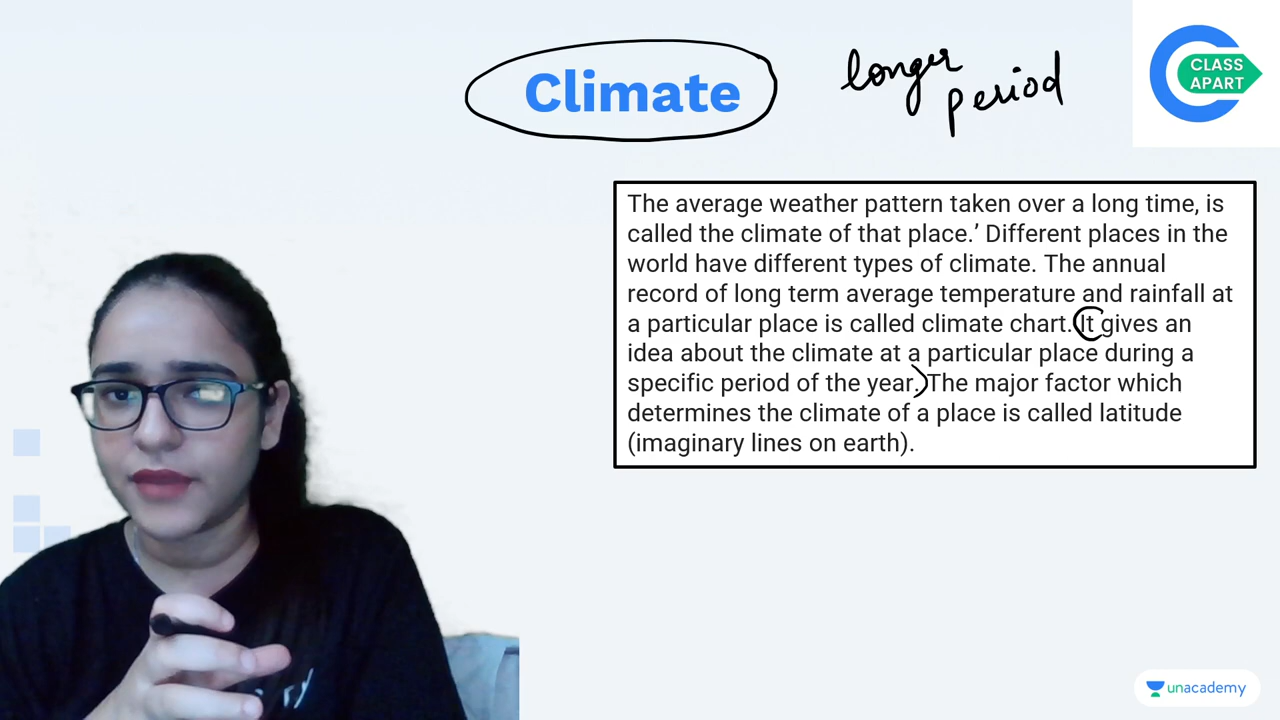 Climate
longer
period
CLASS
APART
The average weather pattern taken over a long time, is
called the climate of that place.’ Different places in the
world have different types of climate. The annual
record of long term average temperature and rainfall at
a particular place is called climate chart. It gives an
idea about the climate at a particular place during a
specific period of the year. The major factor which
determines the climate of a place is called latitude
(imaginary lines on earth).
unacademy